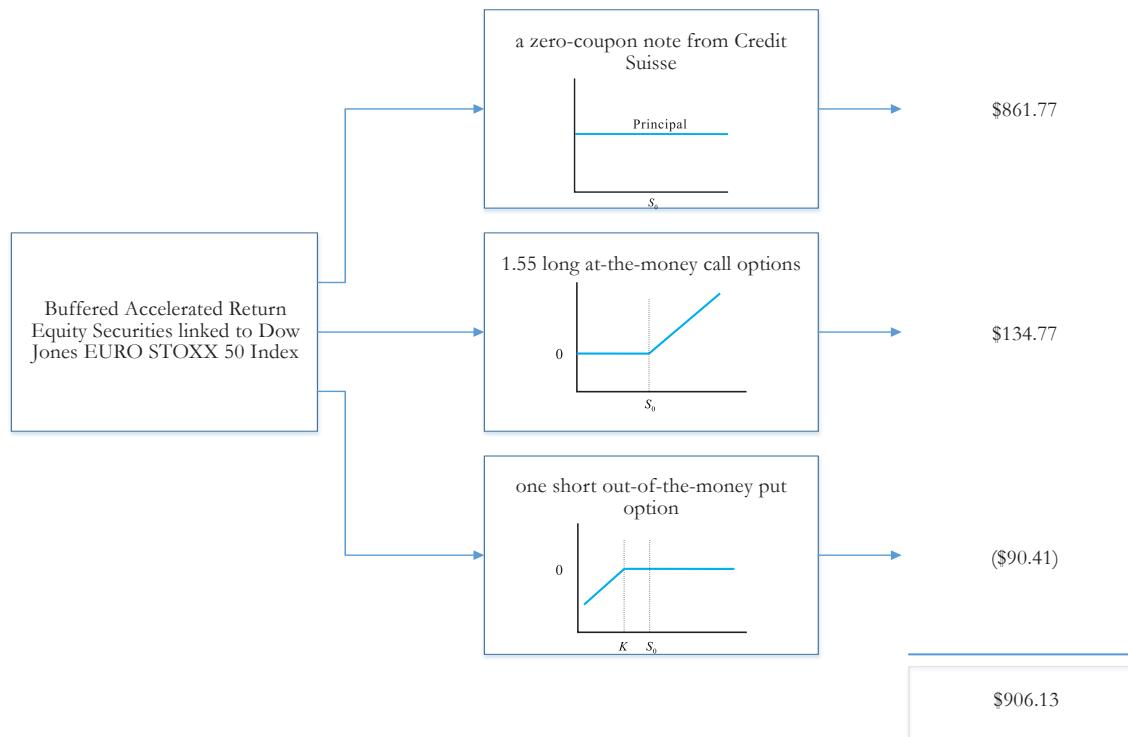 a zero-coupon note from Credit
Suisse
Principal
S0
$861.77
Buffered Accelerated Return
Equity Securities linked to Dow
Jones EURO STOXX 50 Index
1.55 long at-the-money call options
0
S0
$134.77
one short out-of-the-money put
option
0
K S0
($90.41)
$906.13